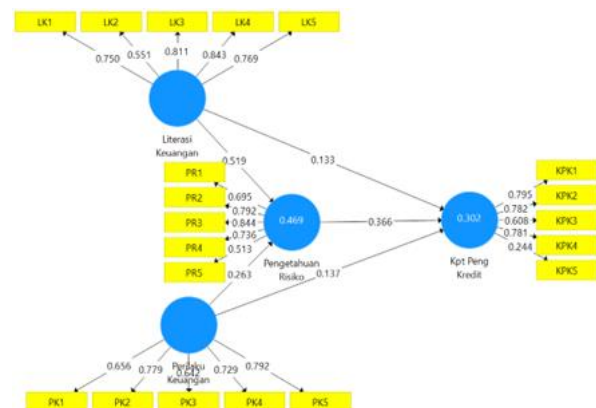 LK1 LK2 LK3 LK4 LK5
0.750 0.551 0.811 0.843 0.769
Literasi
Keuangan
0.519
0.133
PR1
PR2
PR3
PR4
PR5
0.695
0.792
0.844
0.736
0.513
0.469
Pengetahuan
Risiko
0.366
0.302
Kpt Peng
Kredit
0.795
0.782
0.608
0.781
0.244
KPK1
KPK2
KPK3
KPK4
KPK5
0.263
0.137
Perilaku
Keuangan
0.656 0.779 0.642 0.729 0.792
PK1 PK2 PK3 PK4 PK5